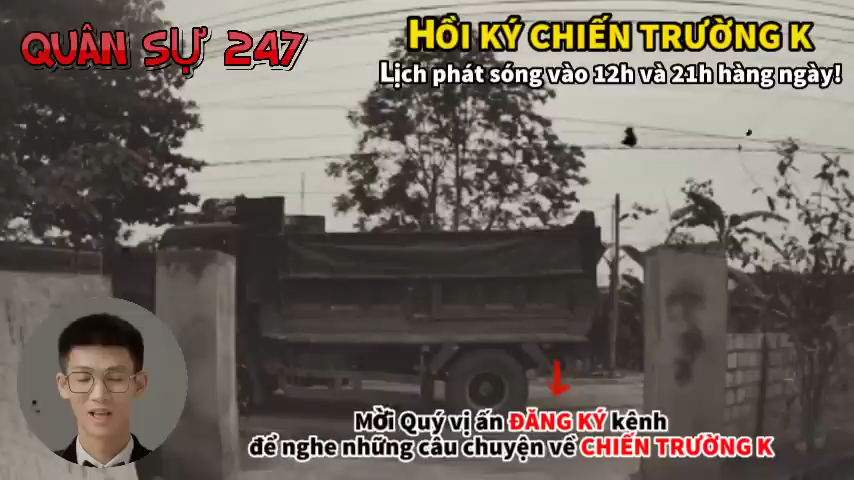 QUÂN SỰ 247
HỒI KÝ CHIẾN TRƯỜNG K
Lịch phát sóng vào 12h và 21h hàng ngày!
Mời Quý vị ấn ĐĂNG KÝ kênh
để nghe những câu chuyện về CHIẾN TRƯỜNG K